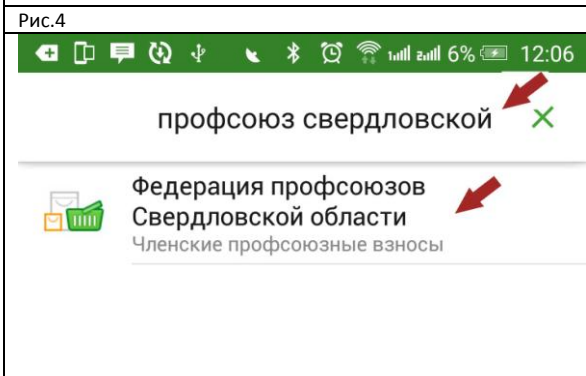 Рис.4
6% 12:06
профсоюз свердловской
Федерация профсоюзов
Свердловской области
Членские профсоюзные взносы